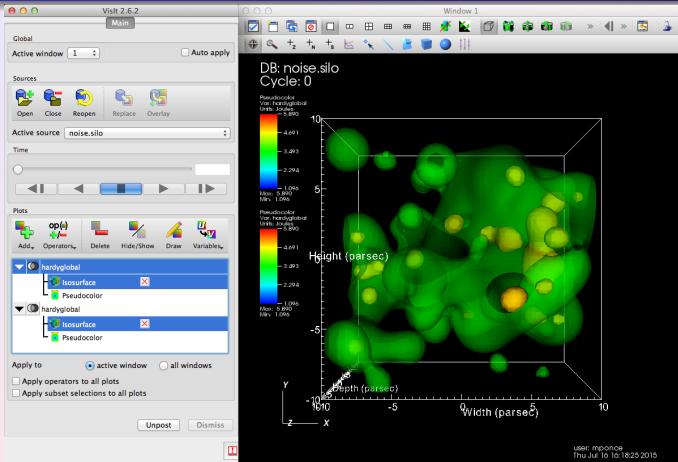 VisIt 2.6.2
Main
Global
Active window 1
Auto apply
Sources
Open Close Reopen Replace Overlay
Active source noise.silo
Time
Plots
op(+)
+/-
Add Operators Delete Hide/Show Draw Variables
hardyglobal
Isosurface
Pseudocolor
hardyglobal
Isosurface
Pseudocolor
Apply to active window all windows
Apply operators to all plots
Apply subset selections to all plots
Unpost Dismiss
Window 1
DB: noise.silo
Cycle: 0
Pseudocolor
Var: hardyglobal
Units: Joules
5.890
4.691
3.493
2.294
1.096
Max: 5.890
Min: 1.096
Pseudocolor
Var: hardyglobal
Units: Joules
5.890
4.691
3.493
2.294
1.096
Max: 5.890
Min: 1.096
10
5
Height (parsec)
-5
-10
Depth (parsec)
-5
0
Width (parsec)
5
10
Y
Z X
user: mponce
Thu Jul 16 16:18:25 2015